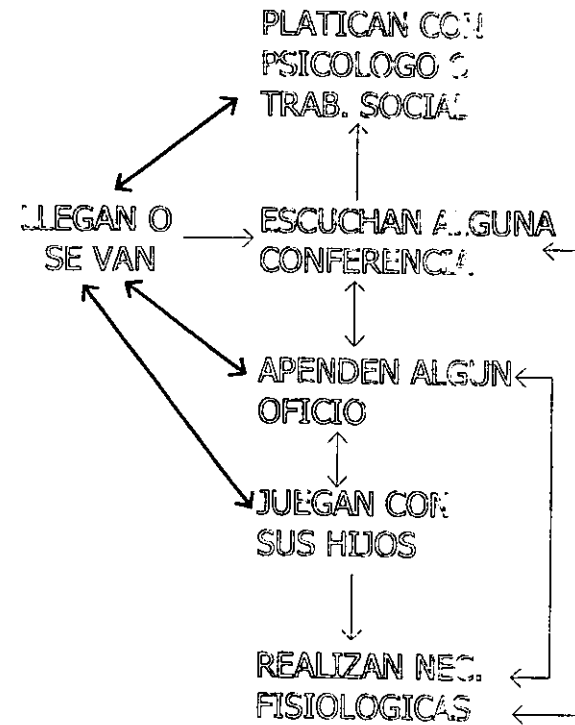 PLATICAN CON
PSICOLOGO O
TRAB. SOCIAL
LLEGAN O
SE VAN
ESCUCHAN ALGUNA
CONFERENCIA
APENDEN ALGUN
OFICIO
JUEGAN CON
SUS HIJOS
REALIZAN NEC.
FISIOLOGICAS